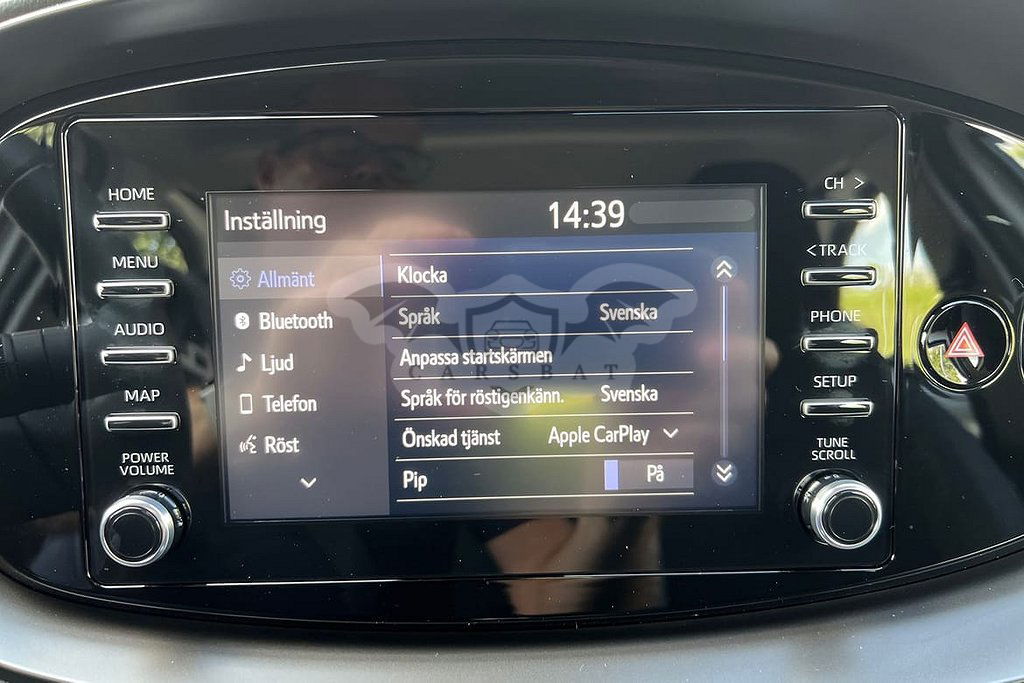 HOME
MENU
AUDIO
MAP
POWER
VOLUME
Inställning
14:39
Allmänt
Bluetooth
Ljud
Telefon
Röst
Klocka
Språk Svenska
Anpassa startskärmen
Språk för röstigenkänn. Svenska
Önskad tjänst Apple CarPlay
Pip På
CARSBAT
CH >
< TRACK
PHONE
SETUP
TUNE
SCROLL